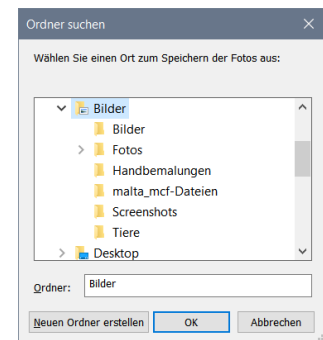 Ordner suchen
Wählen Sie einen Ort zum Speichern der Fotos aus:
Bilder
Bilder
Fotos
Handbemalungen
malta_mcf-Dateien
Screenshots
Tiere
Desktop
Ordner: Bilder
Neuen Ordner erstellen OK Abbrechen